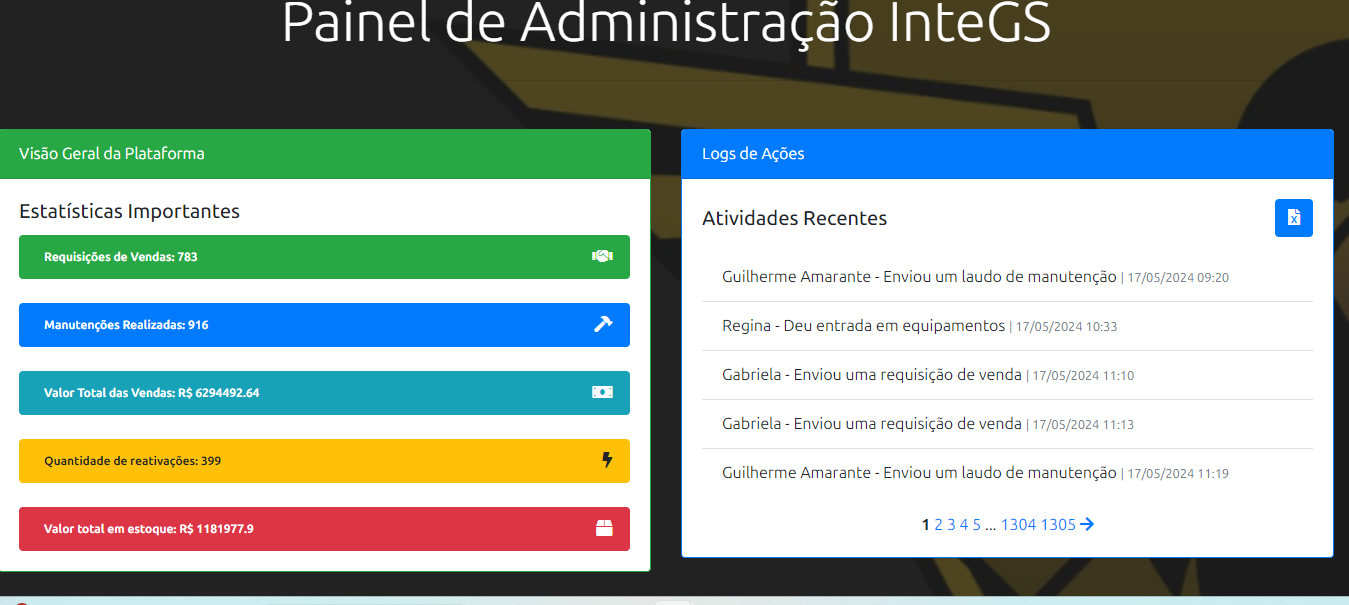 Painel de Administração InteGS
Visão Geral da Plataforma
Estatísticas Importantes
Requisições de Vendas: 783
Manutenções Realizadas: 916
Valor Total das Vendas: R$ 6294492.64
Quantidade de reativações: 399
Valor total em estoque: R$ 1181977.9
Logs de Ações
Atividades Recentes
Guilherme Amarante - Enviou um laudo de manutenção | 17/05/2024 09:20
Regina - Deu entrada em equipamentos | 17/05/2024 10:33
Gabriela - Enviou uma requisição de venda | 17/05/2024 11:10
Gabriela - Enviou uma requisição de venda | 17/05/2024 11:13
Guilherme Amarante - Enviou um laudo de manutenção | 17/05/2024 11:19
1 2 3 4 5 ... 1304 1305